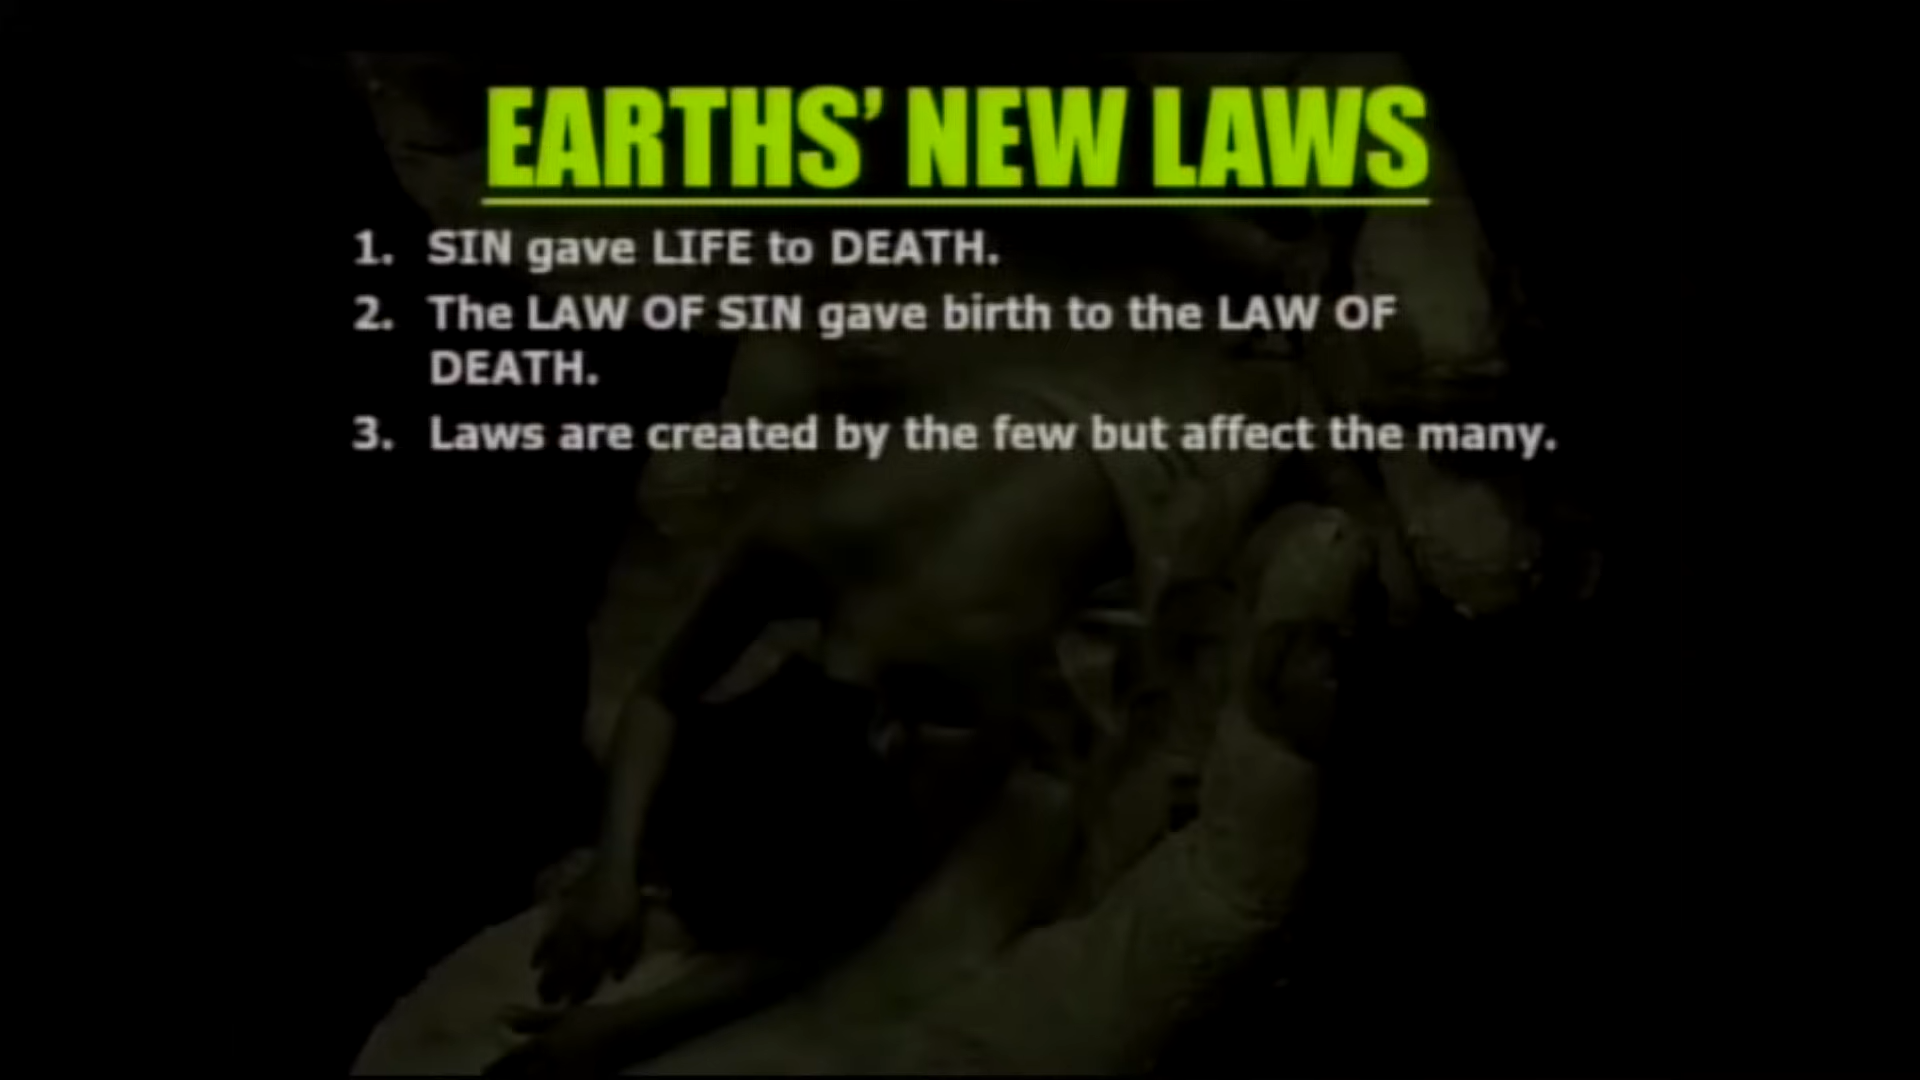 EARTHS’ NEW LAWS
1. SIN gave LIFE to DEATH.
2. The LAW OF SIN gave birth to the LAW OF
DEATH.
3. Laws are created by the few but affect the many.